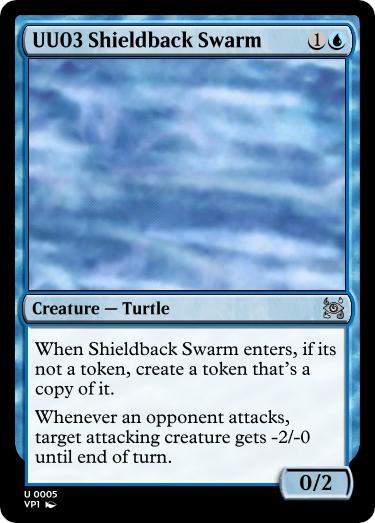 UU03 Shieldback Swarm 1
Creature — Turtle
When Shieldback Swarm enters, if its
not a token, create a token that's a
copy of it.
Whenever an opponent attacks,
target attacking creature gets -2/-0
until end of turn.
0/2
U 0005
VP1